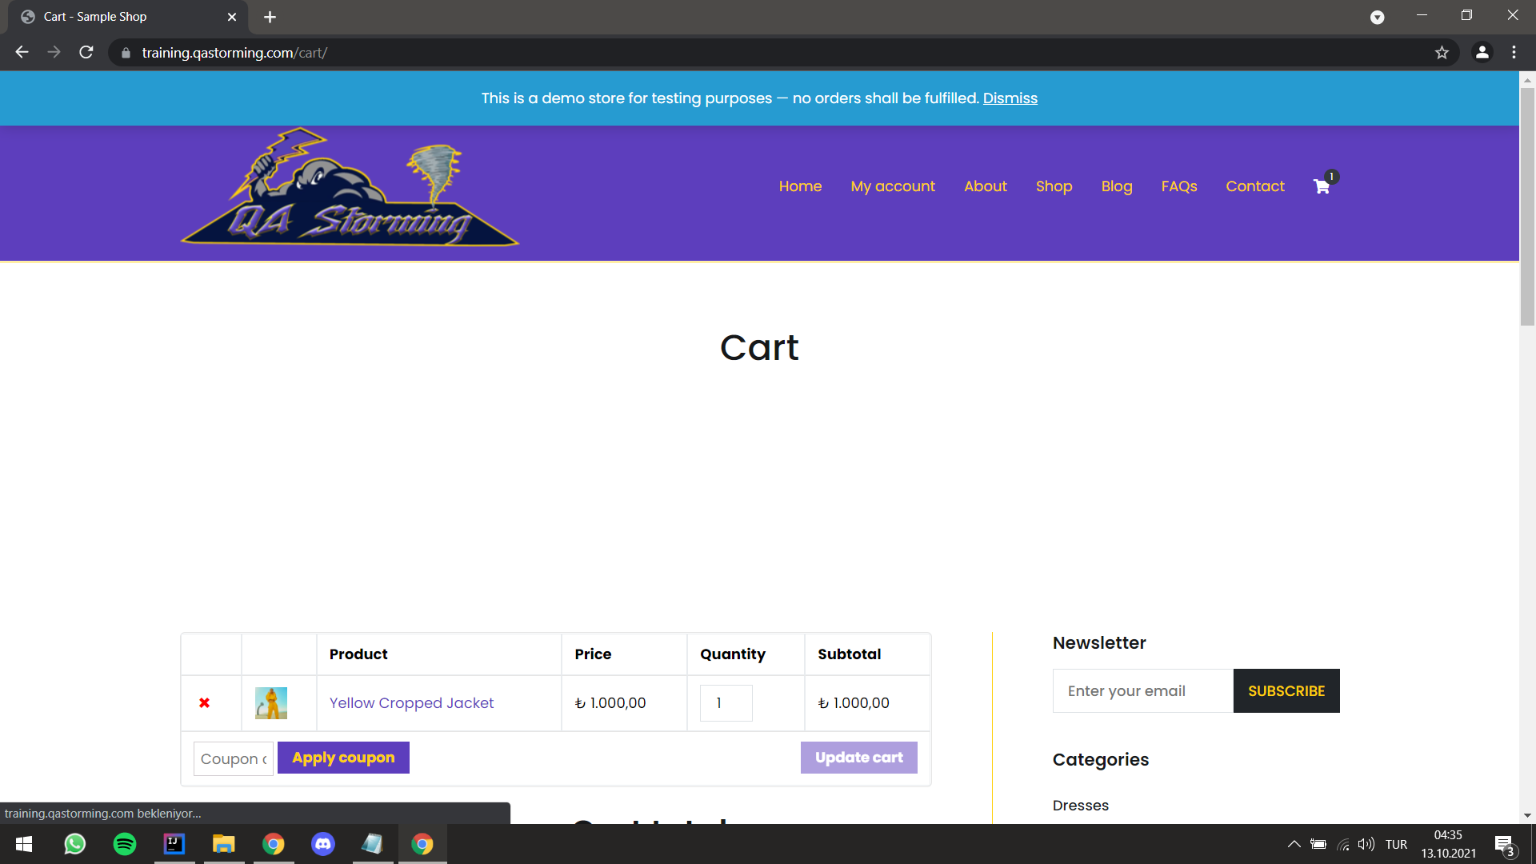 Cart - Sample Shop
training.qastorming.com/cart/
This is a demo store for testing purposes — no orders shall be fulfilled. Dismiss
QA Storming
Home My account About Shop Blog FAQs Contact 1
Cart
Product Price Quantity Subtotal
Yellow Cropped Jacket ₺ 1.000,00 1 ₺ 1.000,00
Coupon c Apply coupon Update cart
Newsletter
Enter your email SUBSCRIBE
Categories
Dresses
training.qastorming.com bekleniyor...
IJ
TUR
04:35
13.10.2021
3